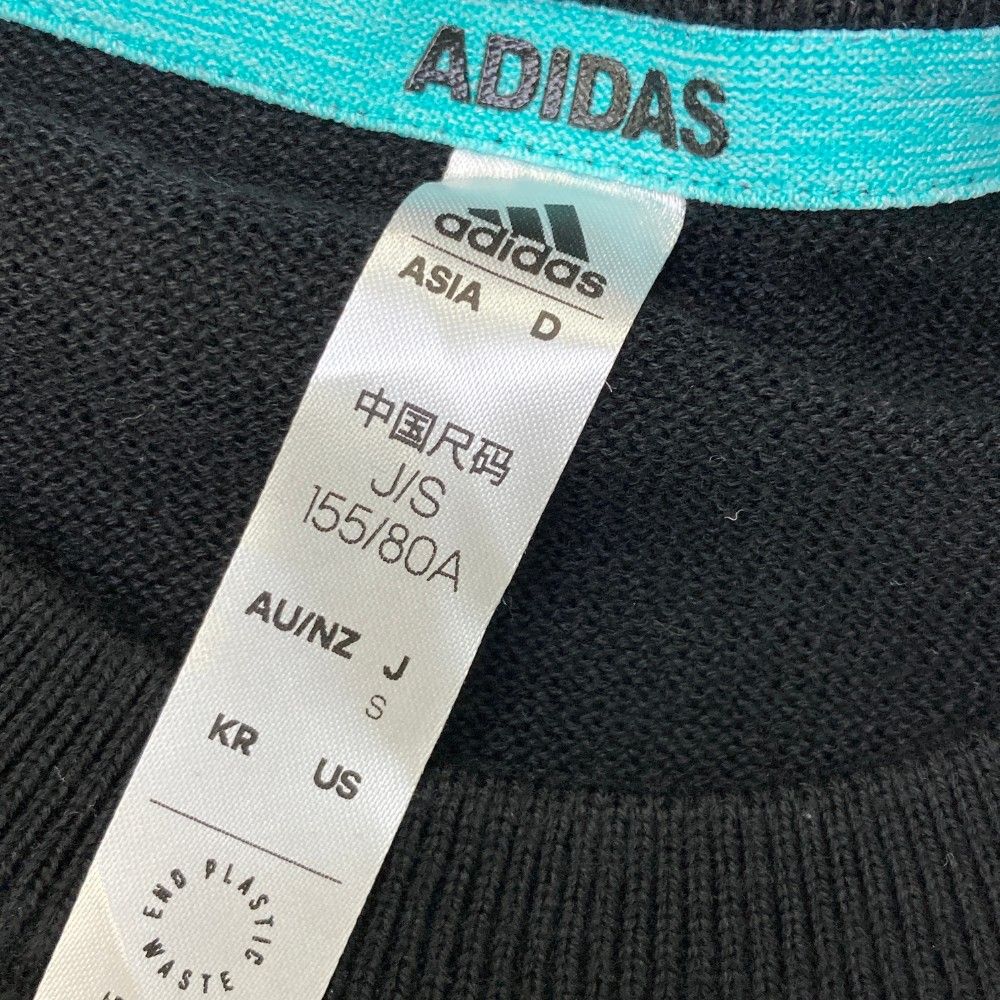 ADIDAS
adidas
ASIA D
中国尺码
J/S
155/80A
AU/NZ J
S
KR US
END PLASTIC WASTE